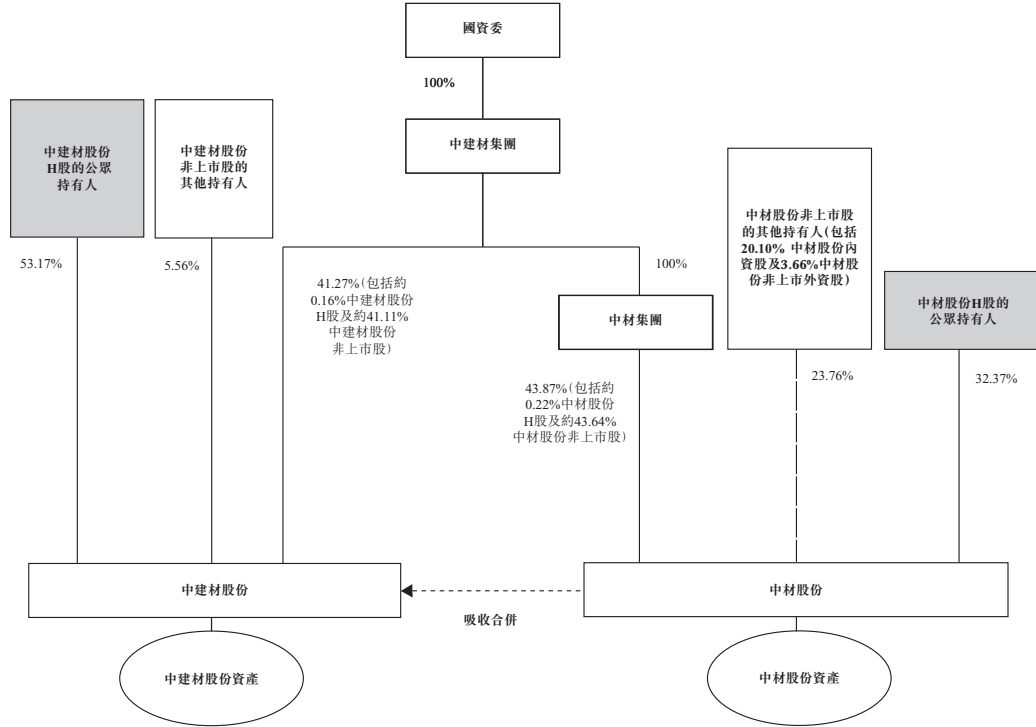 國資委
100%
中建材集團
中建材股份
H股的公眾
持有人
中建材股份
非上市股的
其他持有人
中材股份非上市股
的其他持有人(包括
20.10% 中材股份內
資股及3.66%中材股
份非上市外資股)
53.17%
5.56%
41.27%(包括約
0.16%中建材股份
H股及約41.11%
中建材股份
非上市股)
100%
中材集團
中材股份H股的
公眾持有人
43.87%(包括約
0.22%中材股份
H股及約43.64%
中材股份非上市股)
23.76%
32.37%
中建材股份
中材股份
吸收合併
中建材股份資產
中材股份資產